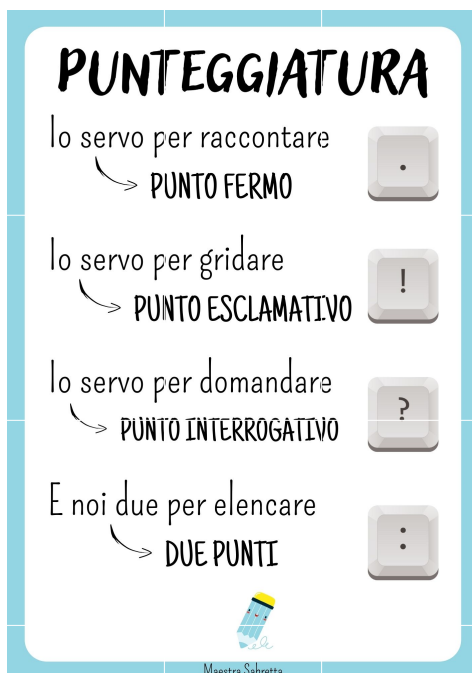 PUNTEGGIATURA
Io servo per raccontare
PUNTO FERMO
.
Io servo per gridare
PUNTO ESCLAMATIVO
!
Io servo per domandare
PUNTO INTERROGATIVO
?
E noi due per elencare
DUE PUNTI
:
Maestra Sabretta